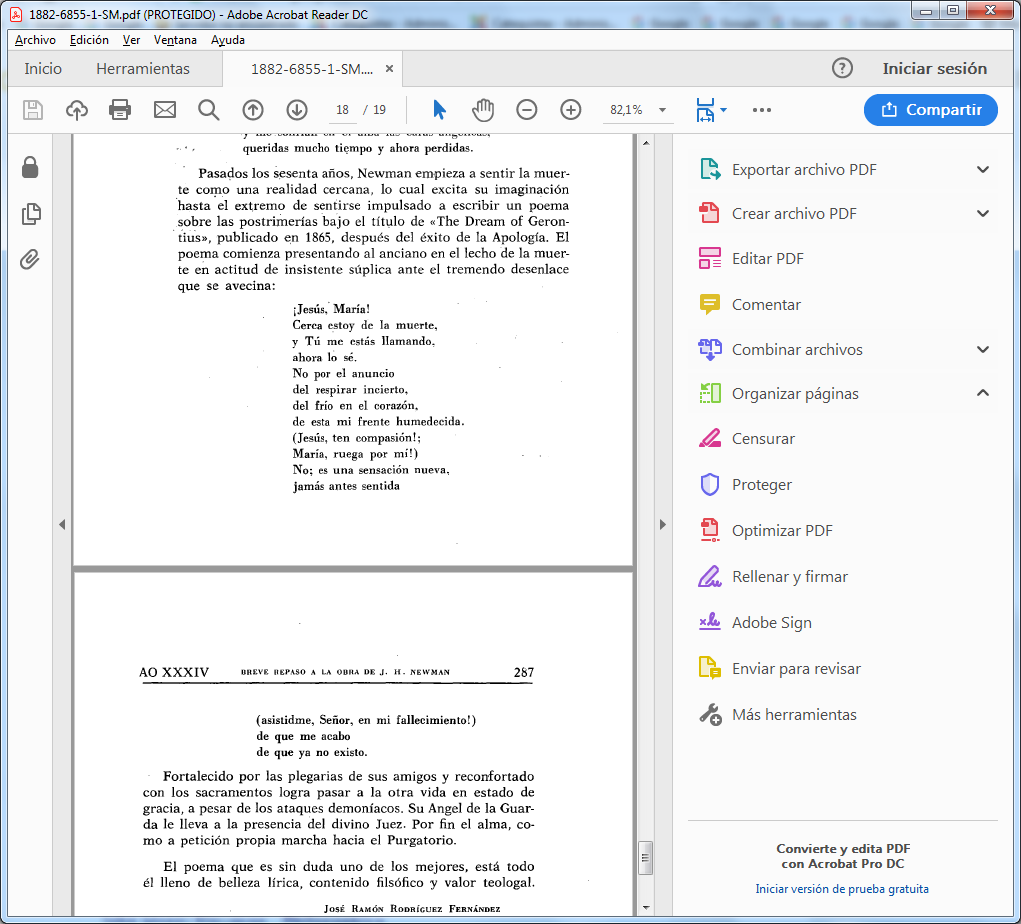 1882-6855-1-SM.pdf (PROTEGIDO) - Adobe Acrobat Reader DC
Archivo Edición Ver Ventana Ayuda
Inicio Herramientas 1882-6855-1-SM.... × Iniciar sesión
18 / 19 82,1% Compartir
queridas mucho tiempo y ahora perdidas.
Pasados los sesenta años, Newman empieza a sentir la muer-
te como una realidad cercana, lo cual excita su imaginación
hasta el extremo de sentirse impulsado a escribir un poema
sobre las postrimerías bajo el título de «The Dream of Geron-
tius», publicado en 1865, después del éxito de la Apología. El
poema comienza presentando al anciano en el lecho de la muer-
te en actitud de insistente súplica ante el tremendo desenlace
que se avecina:
¡Jesús, María!
Cerca estoy de la muerte,
y Tú me estás llamando,
ahora lo sé.
No por el anuncio
del respirar incierto,
del frío en el corazón,
de esta mi frente humedecida.
(Jesús, ten compasión!;
María, ruega por mí!)
No; es una sensación nueva,
jamás antes sentida
AO XXXIV BREVE REPASO A LA OBRA DE J. H. NEWMAN 287
(asistidme, Señor, en mi fallecimiento!)
de que me acabo
de que ya no existo.
Fortalecido por las plegarias de sus amigos y reconfortado
con los sacramentos logra pasar a la otra vida en estado de
gracia, a pesar de los ataques demoníacos. Su Angel de la Guar-
da le lleva a la presencia del divino Juez. Por fin el alma, co-
mo a petición propia marcha hacia el Purgatorio.
El poema que es sin duda uno de los mejores, está todo
él lleno de belleza lírica, contenido filsófico y valor teologal.
JOSÉ RAMÓN RODRÍGUEZ FERNÁNDEZ
Exportar archivo PDF
Crear archivo PDF
Editar PDF
Comentar
Combinar archivos
Organizar páginas
Censurar
Proteger
Optimizar PDF
Rellenar y firmar
Adobe Sign
Enviar para revisar
Más herramientas
Convierte y edita PDF
con Acrobat Pro DC
Iniciar versión de prueba gratuita